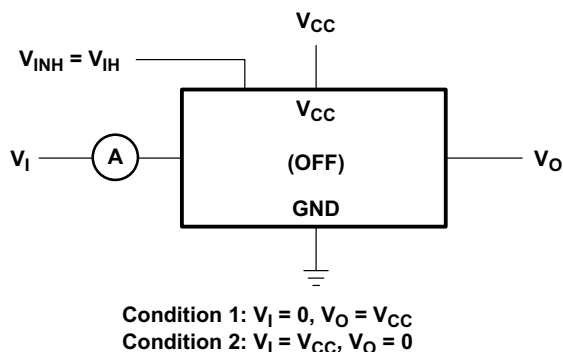 V_CC
V_INH = V_IH
V_CC
V_I
A
(OFF)
V_O
GND
Condition 1: V_I = 0, V_O = V_CC
Condition 2: V_I = V_CC, V_O = 0